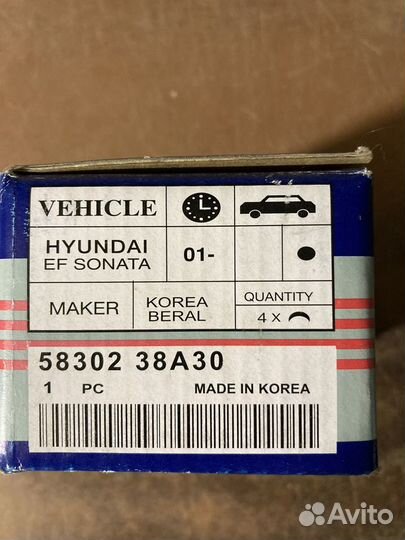 VEHICLE
HYUNDAI
EF SONATA
01-
MAKER
KOREA
BERAL
QUANTITY
4 x
58302 38A30
1 PC
MADE IN KOREA
Avito